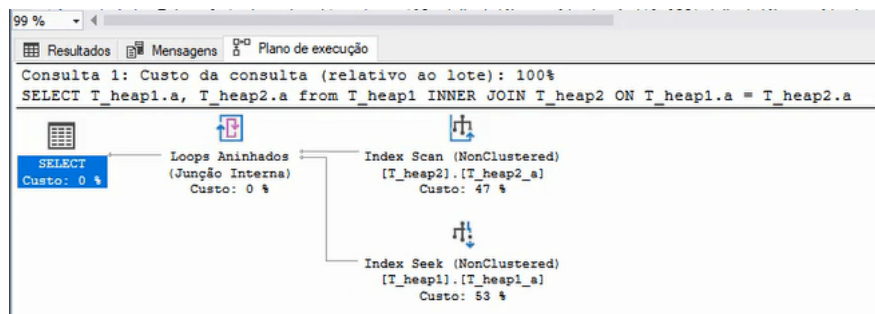 99 %
Resultados Mensagens Plano de execução
Consulta 1: Custo da consulta (relativo ao lote): 100%
SELECT T_heap1.a, T_heap2.a from T_heap1 INNER JOIN T_heap2 ON T_heap1.a = T_heap2.a
SELECT
Custo: 0 %
Loops Aninhados
(Junção Interna)
Custo: 0 %
Index Scan (NonClustered)
[T_heap2].[T_heap2_a]
Custo: 47 %
Index Seek (NonClustered)
[T_heap1].[T_heap1_a]
Custo: 53 %